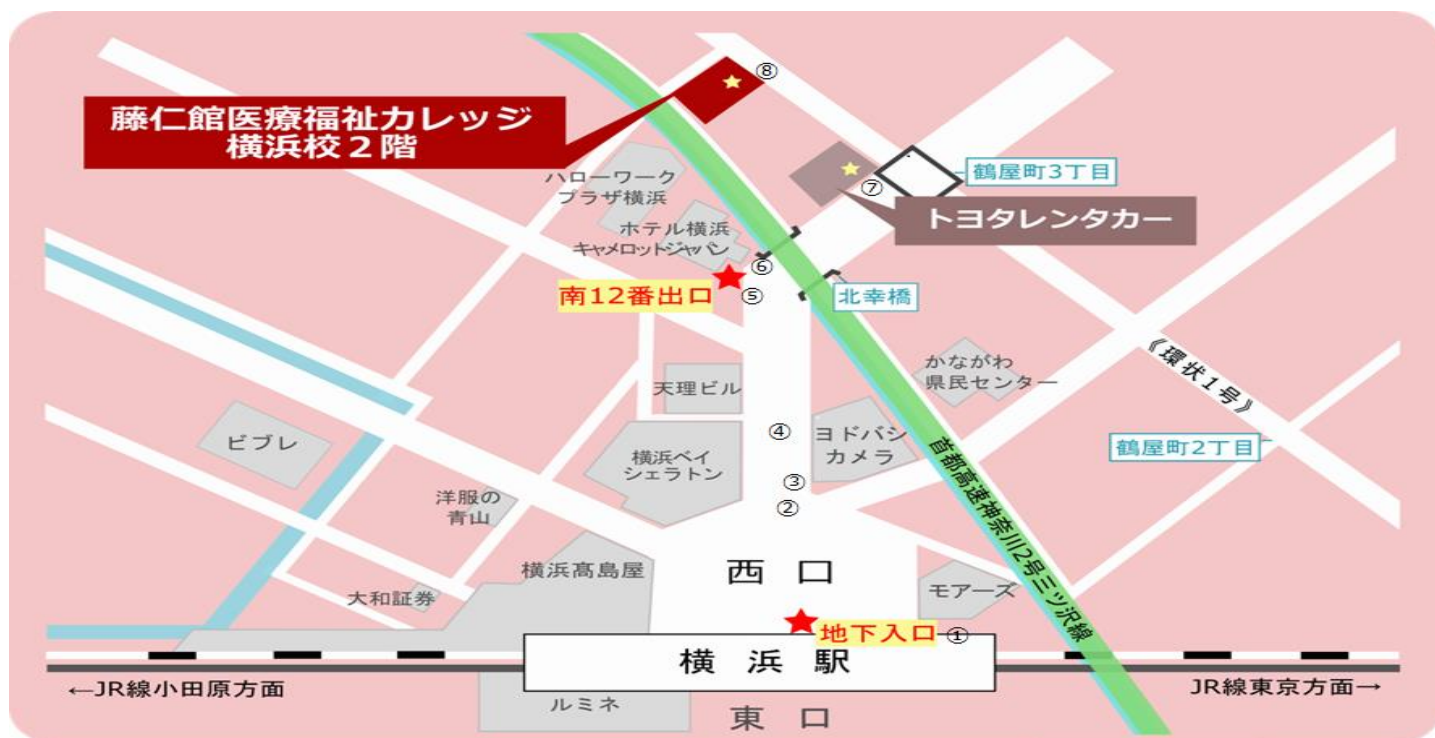 ⑧
藤仁館医療福祉カレッジ
横浜校2階
ハローワーク
プラザ横浜
鶴屋町3丁目
⑦
トヨタレンタカー
ホテル横浜
キャメロットジャパン
⑥
南12番出口
⑤
北幸橋
かながわ
県民センター
《環状1号》
天理ビル
④
ヨドバシ
カメラ
鶴屋町2丁目
ビブレ
横浜ベイ
シェラトン
③
首都高速神奈川2号三ツ沢線
洋服の
青山
②
横浜髙島屋
西口
モアーズ
大和証券
地下入口
①
横浜駅
←JR線小田原方面
JR線東京方面→
ルミネ
東口